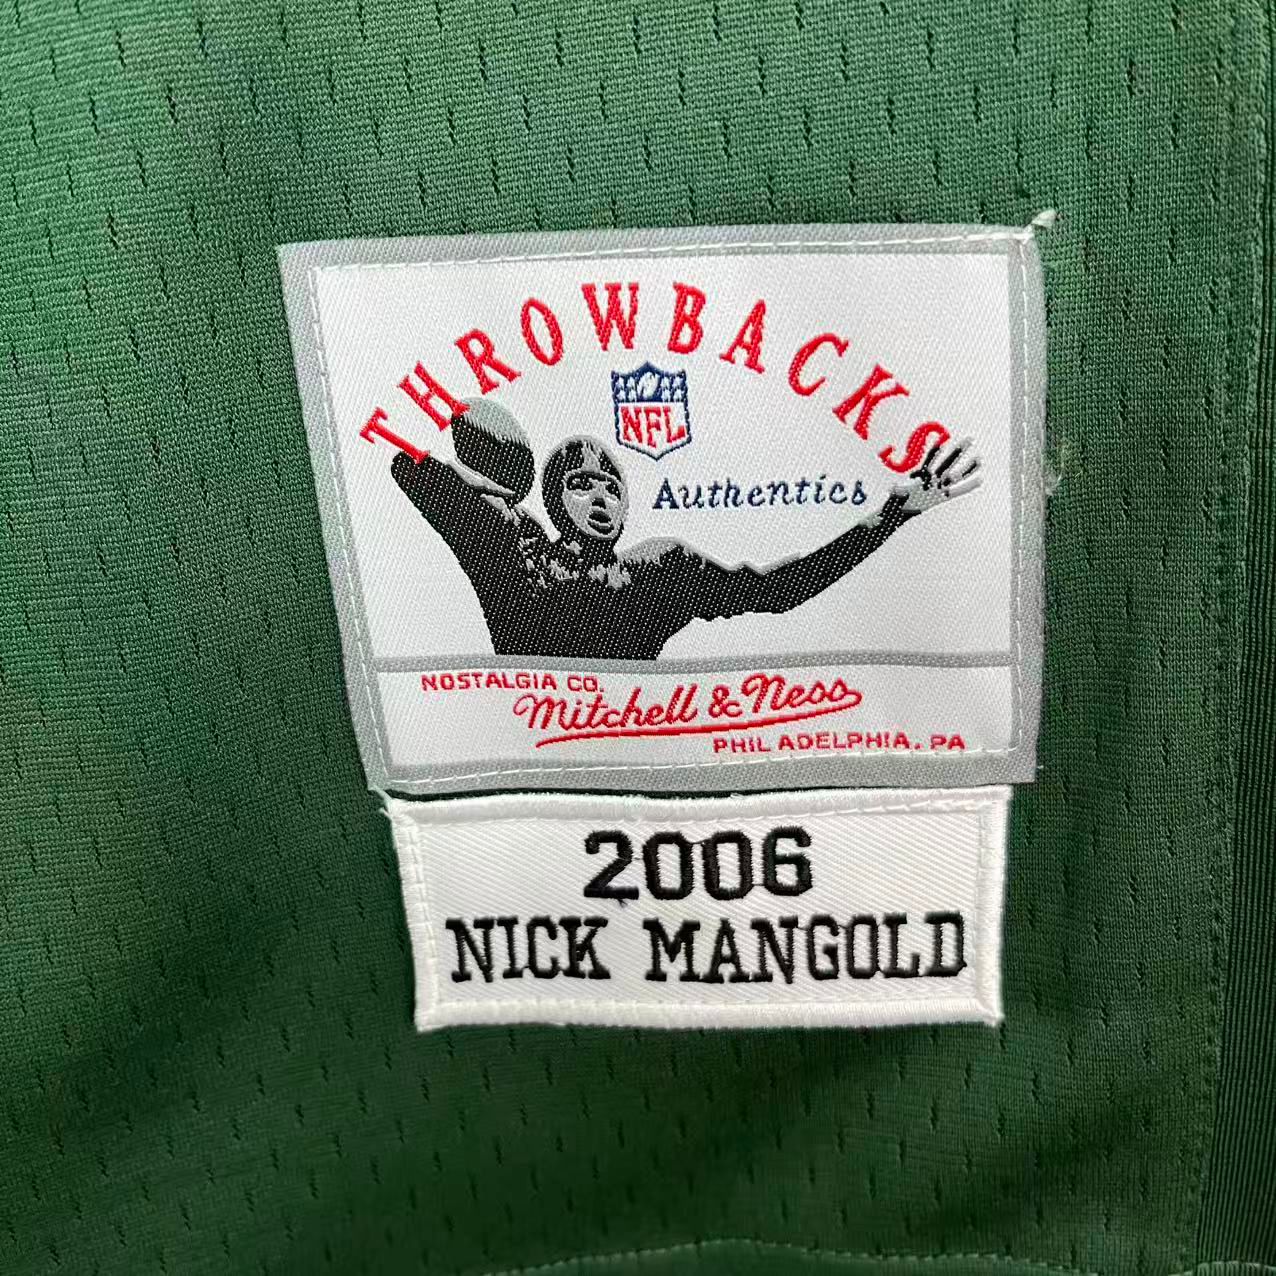 THROWBACKS
NFL
Authentics
NOSTALGIA CO.
Mitchell & Ness
PHILADELPHIA, PA
2006
NICK MANGOLD